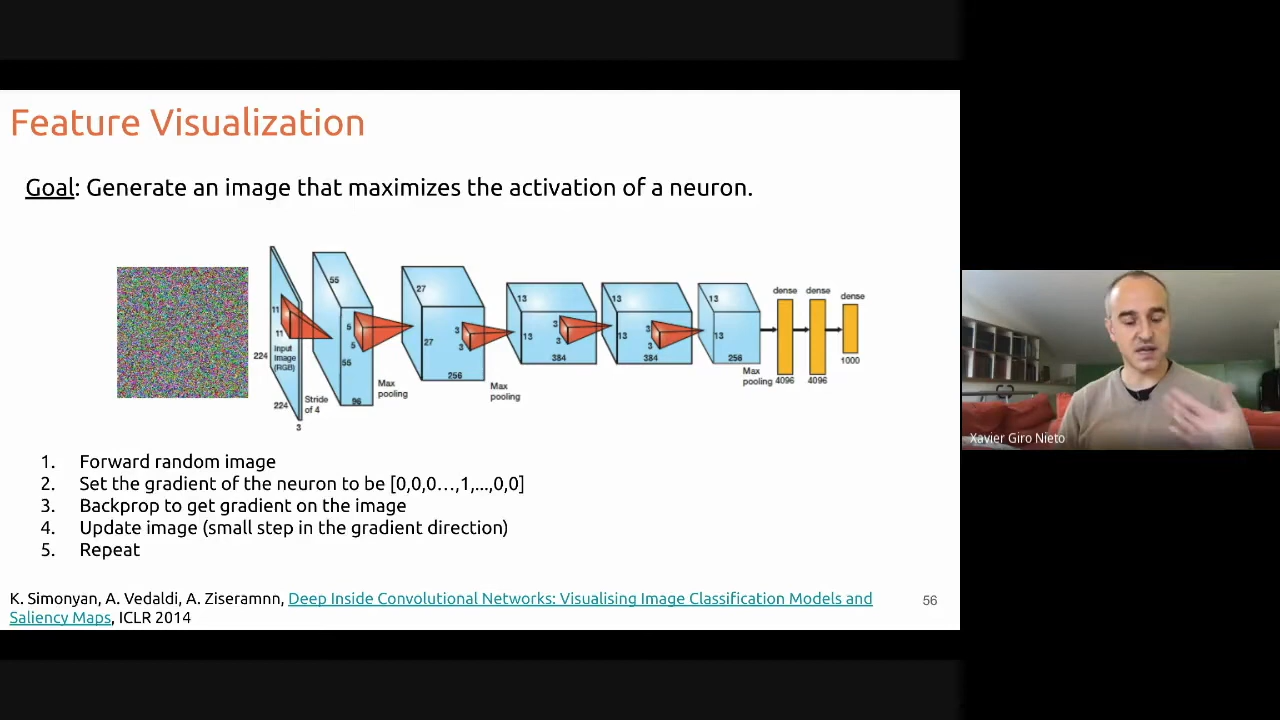 Feature Visualization
Goal: Generate an image that maximizes the activation of a neuron.
11
11
224
Input
Image
(RGB)
224
3
Stride
of 4
55
5
5
55
96
Max
pooling
27
3
3
27
256
Max
pooling
13
3
3
13
384
13
3
3
13
384
13
13
256
Max
pooling
dense
4096
dense
4096
dense
1000
1. Forward random image
2. Set the gradient of the neuron to be [0,0,0...,1,...,0,0]
3. Backprop to get gradient on the image
4. Update image (small step in the gradient direction)
5. Repeat
K. Simonyan, A. Vedaldi, A. Ziseramnn, Deep Inside Convolutional Networks: Visualising Image Classification Models and
Saliency Maps, ICLR 2014
56
Xavier Giro Nieto